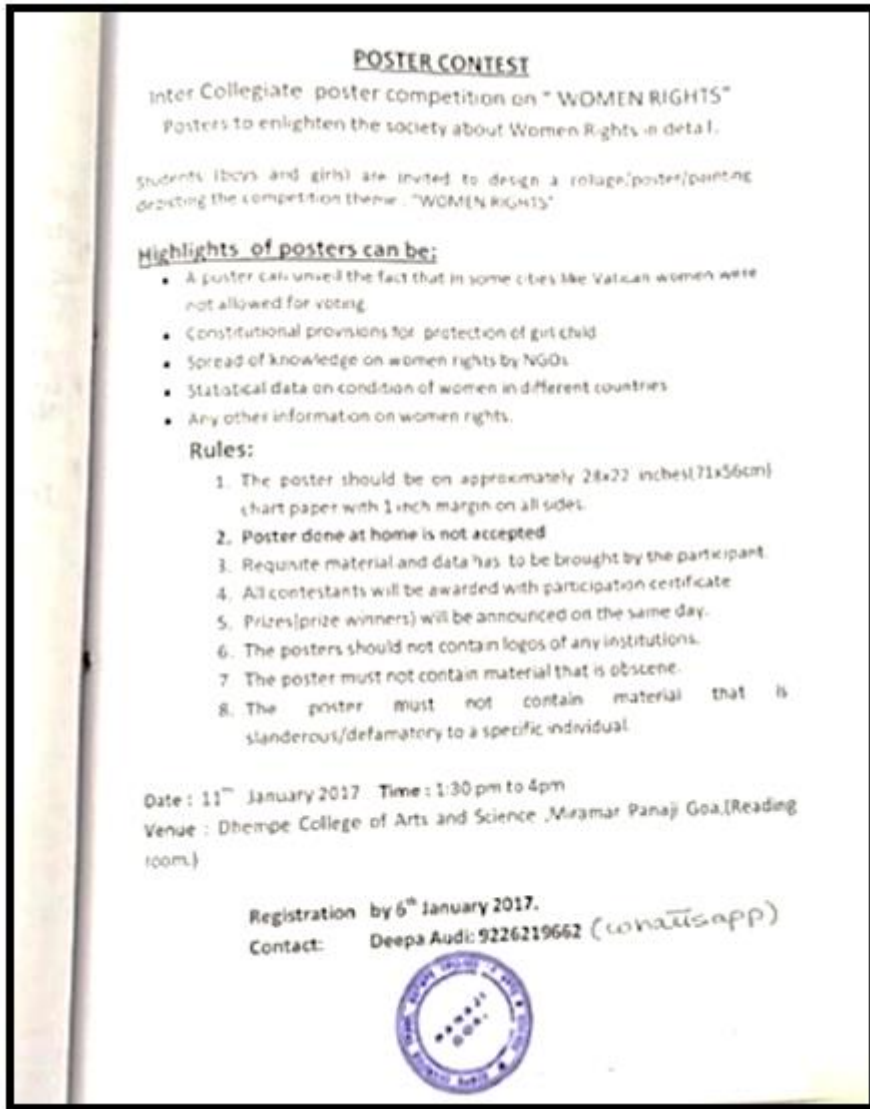 POSTER CONTEST
Inter Collegiate poster competition on " WOMEN RIGHTS"
Posters to enlighten the society about Women Rights in detail.
Students (boys and girls) are invited to design a collage/poster/painting
depicting the competition theme : "WOMEN RIGHTS"
Highlights of posters can be:
• A poster can unveil the fact that in some cities like Vatican women were
not allowed for voting.
• Constitutional provisions for protection of girl child
• Spread of knowledge on women rights by NGOs
• Statistical data on condition of women in different countries
• Any other information on women rights.
Rules:
1. The poster should be on approximately 28x22 inches(71x56cm)
chart paper with 1 inch margin on all sides.
2. Poster done at home is not accepted
3. Requisite material and data has to be brought by the participant
4. All contestants will be awarded with participation certificate
5. Prizes(prize winners) will be announced on the same day.
6. The posters should not contain logos of any institutions.
7. The poster must not contain material that is obscene.
8. The poster must not contain material that is
slanderous/defamatory to a specific individual.
Date : 11th January 2017 Time : 1:30 pm to 4pm
Venue : Dhempe College of Arts and Science ,Miramar Panaji Goa.(Reading
room.)
Registration by 6th January 2017.
Contact: Deepa Audi: 9226219662 (whatsapp)
PANAJI
GOA.